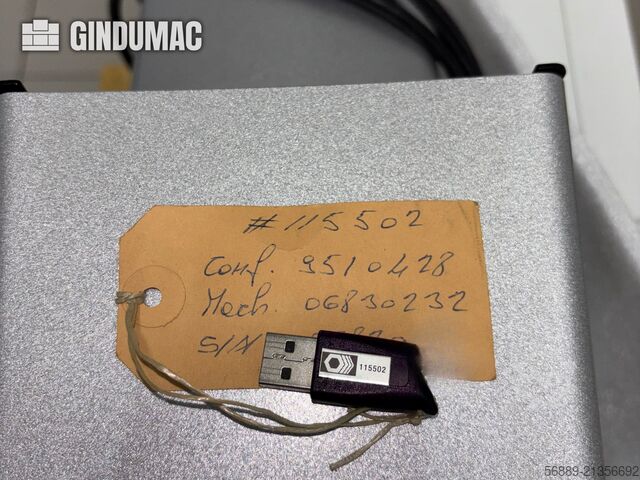 GINDUMAC
#115502
Conf. 9510428
Mech. 06830232
S/N
115502
56889-21356692